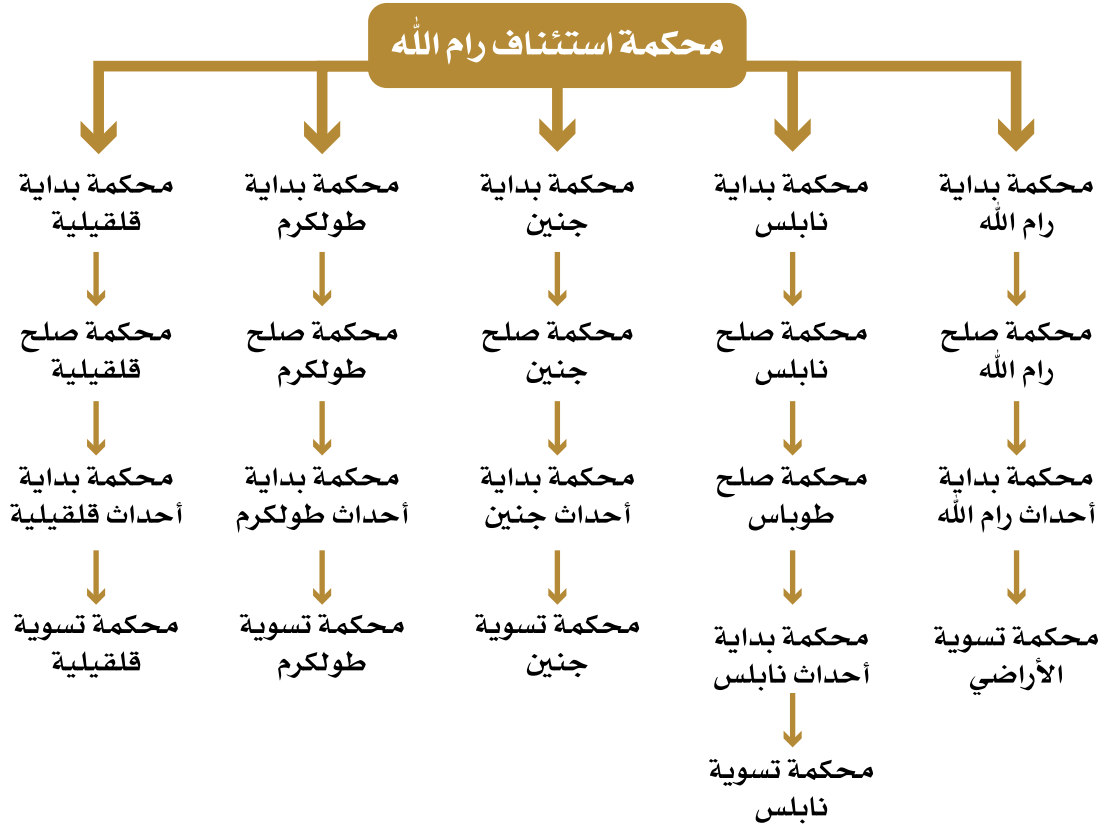 محكمة استئناف رام الله
محكمة بداية
رام الله
محكمة صلح
رام الله
محكمة بداية
أحداث رام الله
محكمة تسوية
الأراضي
محكمة بداية
نابلس
محكمة صلح
نابلس
محكمة صلح
طوباس
محكمة بداية
أحداث نابلس
محكمة تسوية
نابلس
محكمة بداية
جنين
محكمة صلح
جنين
محكمة بداية
أحداث جنين
محكمة تسوية
جنين
محكمة بداية
طولكرم
محكمة صلح
طولكرم
محكمة بداية
أحداث طولكرم
محكمة تسوية
طولكرم
محكمة بداية
قلقيلية
محكمة صلح
قلقيلية
محكمة بداية
أحداث قلقيلية
محكمة تسوية
قلقيلية